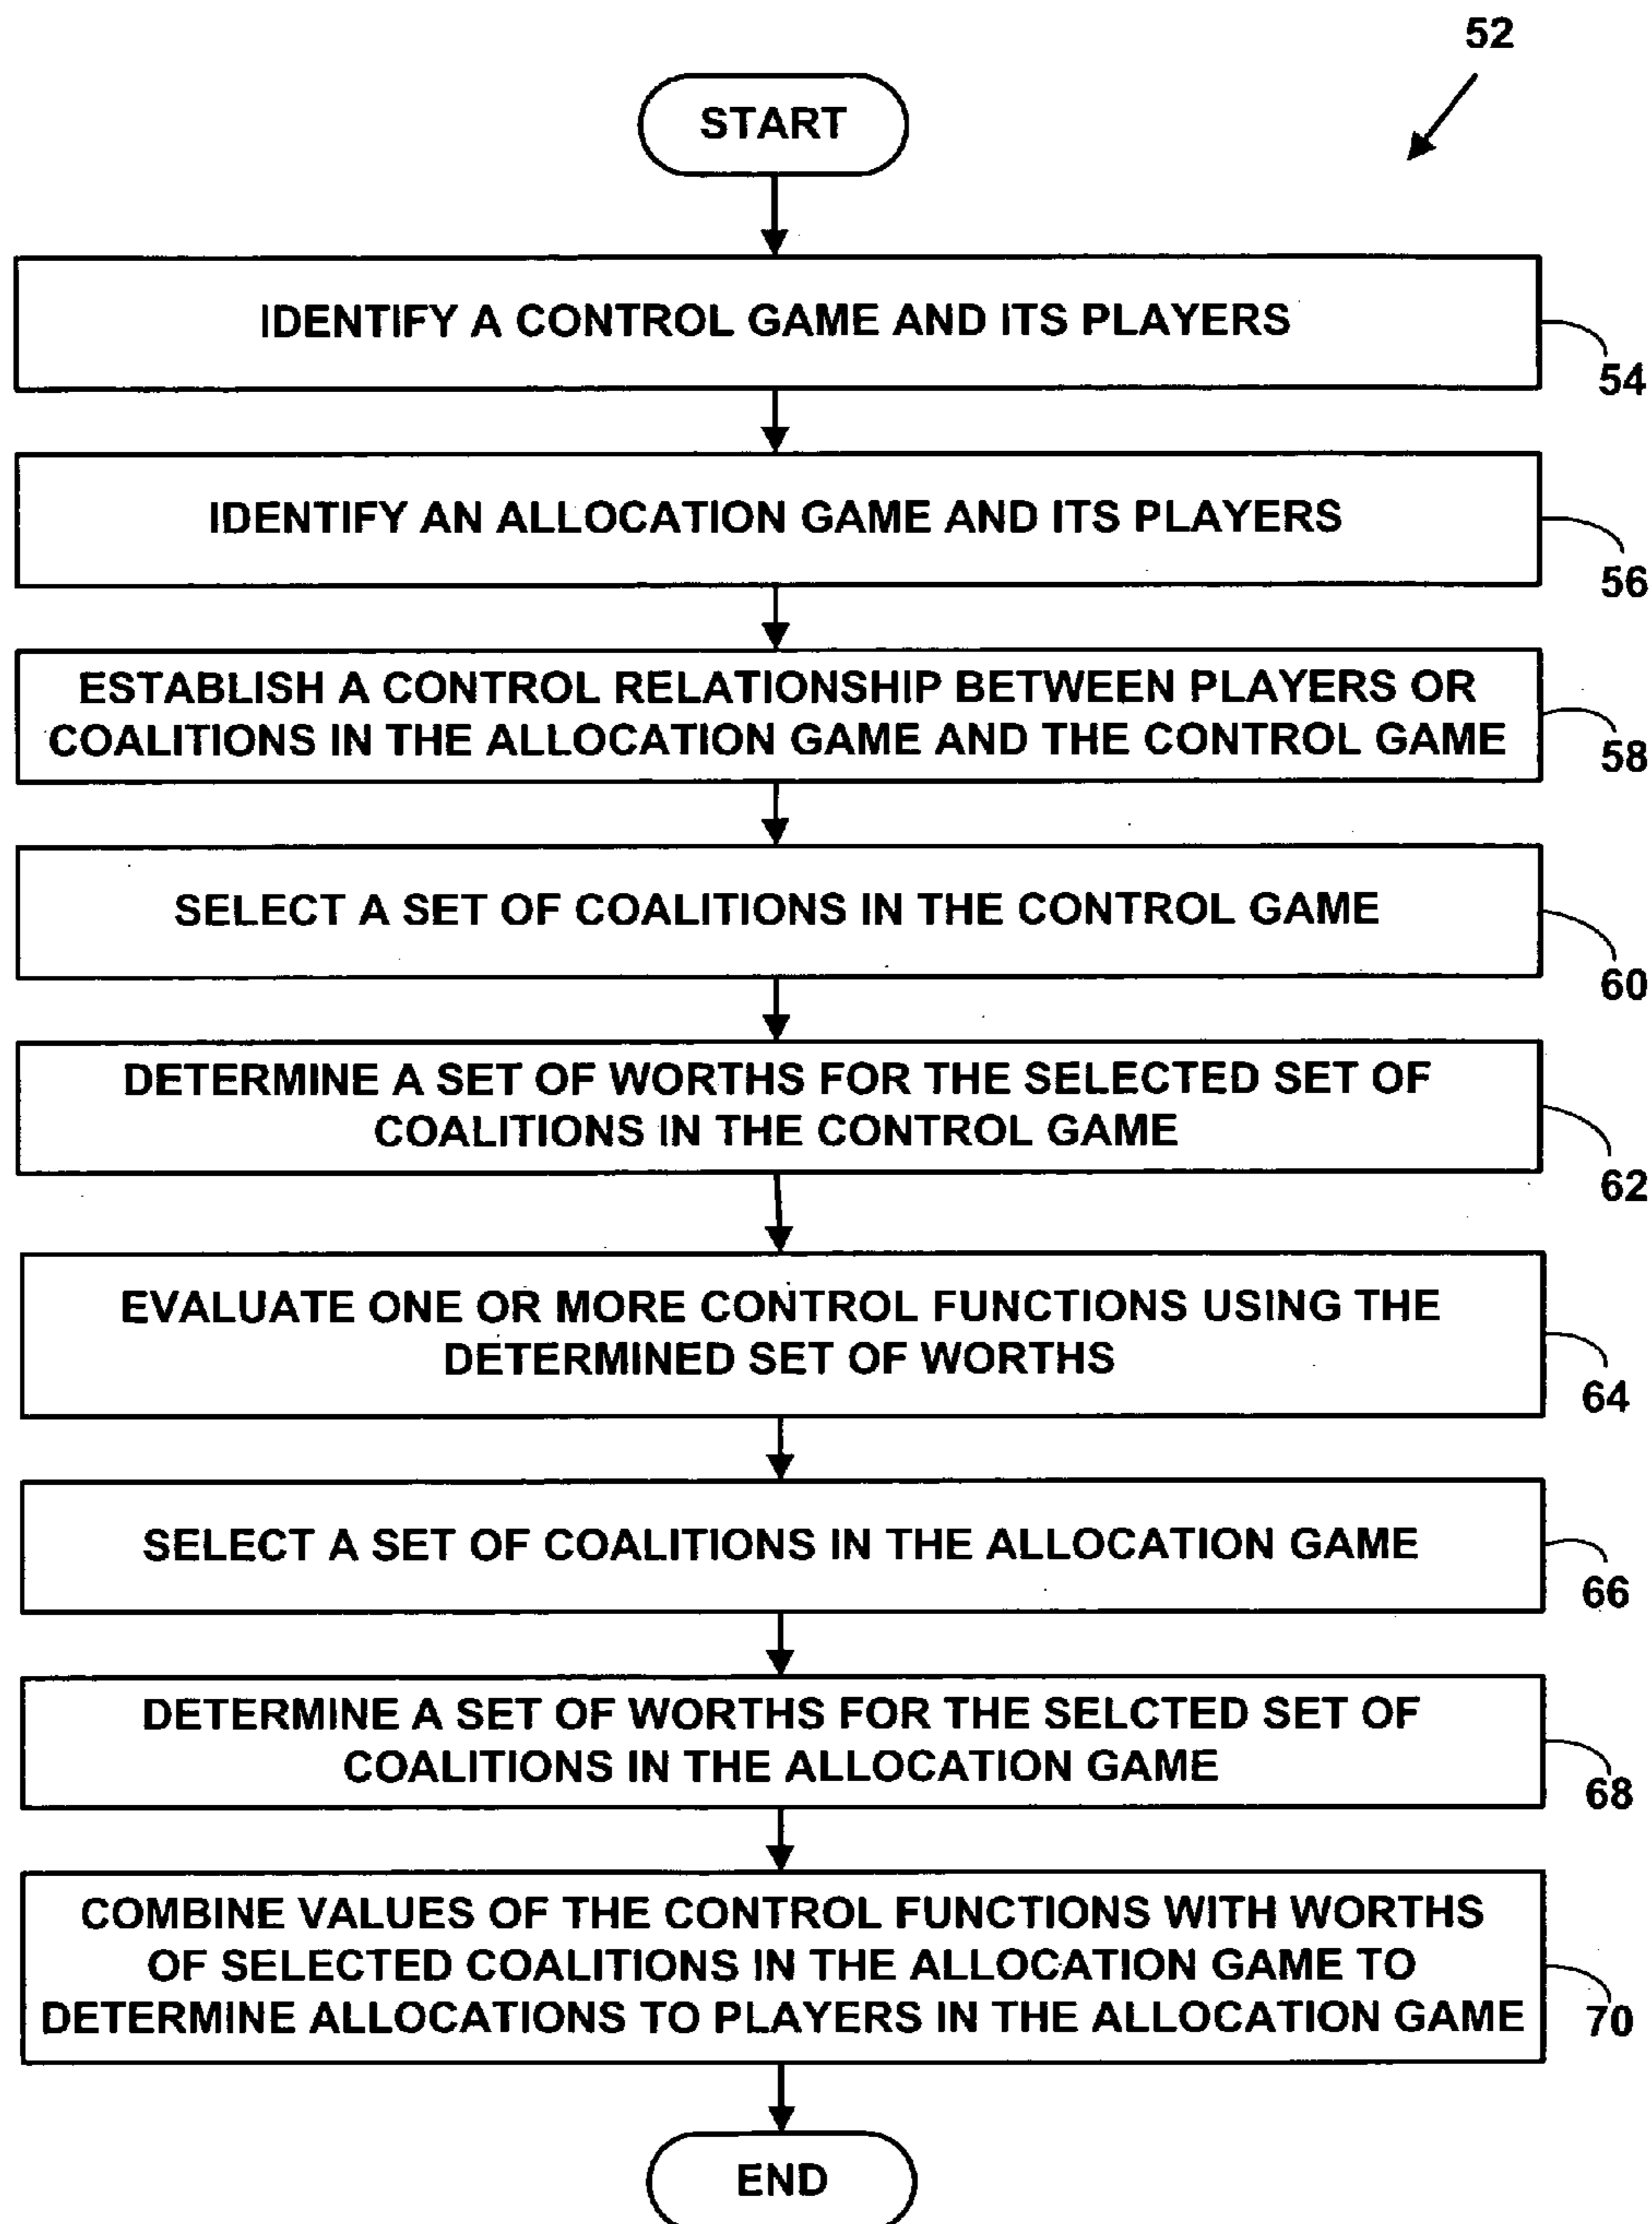 52
START
IDENTIFY A CONTROL GAME AND ITS PLAYERS
54
IDENTIFY AN ALLOCATION GAME AND ITS PLAYERS
56
ESTABLISH A CONTROL RELATIONSHIP BETWEEN PLAYERS OR
COALITIONS IN THE ALLOCATION GAME AND THE CONTROL GAME
58
SELECT A SET OF COALITIONS IN THE CONTROL GAME
60
DETERMINE A SET OF WORTHS FOR THE SELECTED SET OF
COALITIONS IN THE CONTROL GAME
62
EVALUATE ONE OR MORE CONTROL FUNCTIONS USING THE
DETERMINED SET OF WORTHS
64
SELECT A SET OF COALITIONS IN THE ALLOCATION GAME
66
DETERMINE A SET OF WORTHS FOR THE SELCTED SET OF
COALITIONS IN THE ALLOCATION GAME
68
COMBINE VALUES OF THE CONTROL FUNCTIONS WITH WORTHS
OF SELECTED COALITIONS IN THE ALLOCATION GAME TO
DETERMINE ALLOCATIONS TO PLAYERS IN THE ALLOCATION GAME
70
END